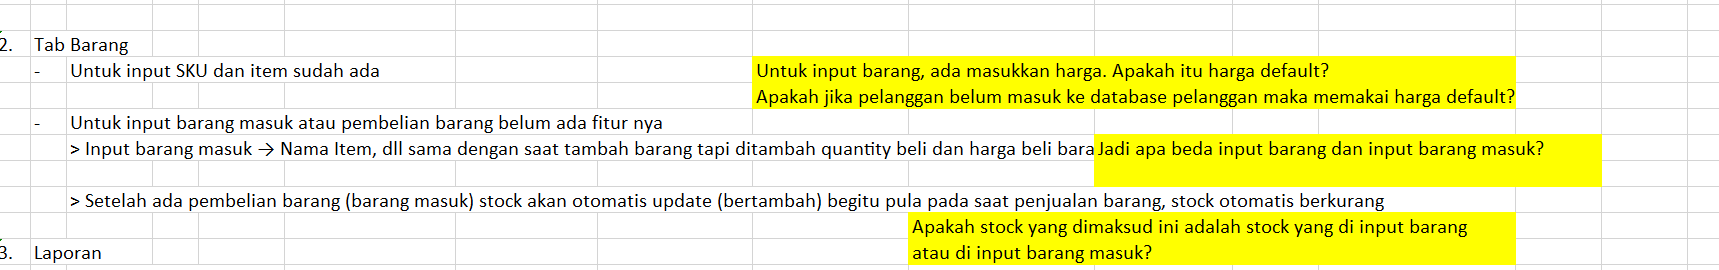 2. Tab Barang
- Untuk input SKU dan item sudah ada
Untuk input barang, ada masukkan harga. Apakah itu harga default?
Apakah jika pelanggan belum masuk ke database pelanggan maka memakai harga default?
- Untuk input barang masuk atau pembelian barang belum ada fitur nya
> Input barang masuk → Nama Item, dll sama dengan saat tambah barang tapi ditambah quantity beli dan harga beli bara
Jadi apa beda input barang dan input barang masuk?
> Setelah ada pembelian barang (barang masuk) stock akan otomatis update (bertambah) begitu pula pada saat penjualan barang, stock otomatis berkurang
Apakah stock yang dimaksud ini adalah stock yang di input barang
atau di input barang masuk?
3. Laporan